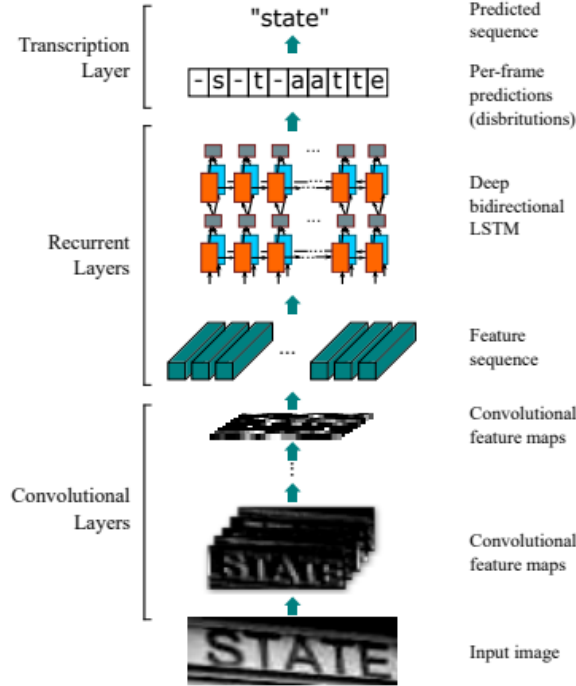 "state"
Predicted
sequence
Transcription
Layer
-s-t-aatte
Per-frame
predictions
(disbritutions)
...
Deep
bidirectional
LSTM
...
Recurrent
Layers
Feature
sequence
...
Convolutional
feature maps
Convolutional
Layers
STATE
Convolutional
feature maps
STATE
Input image